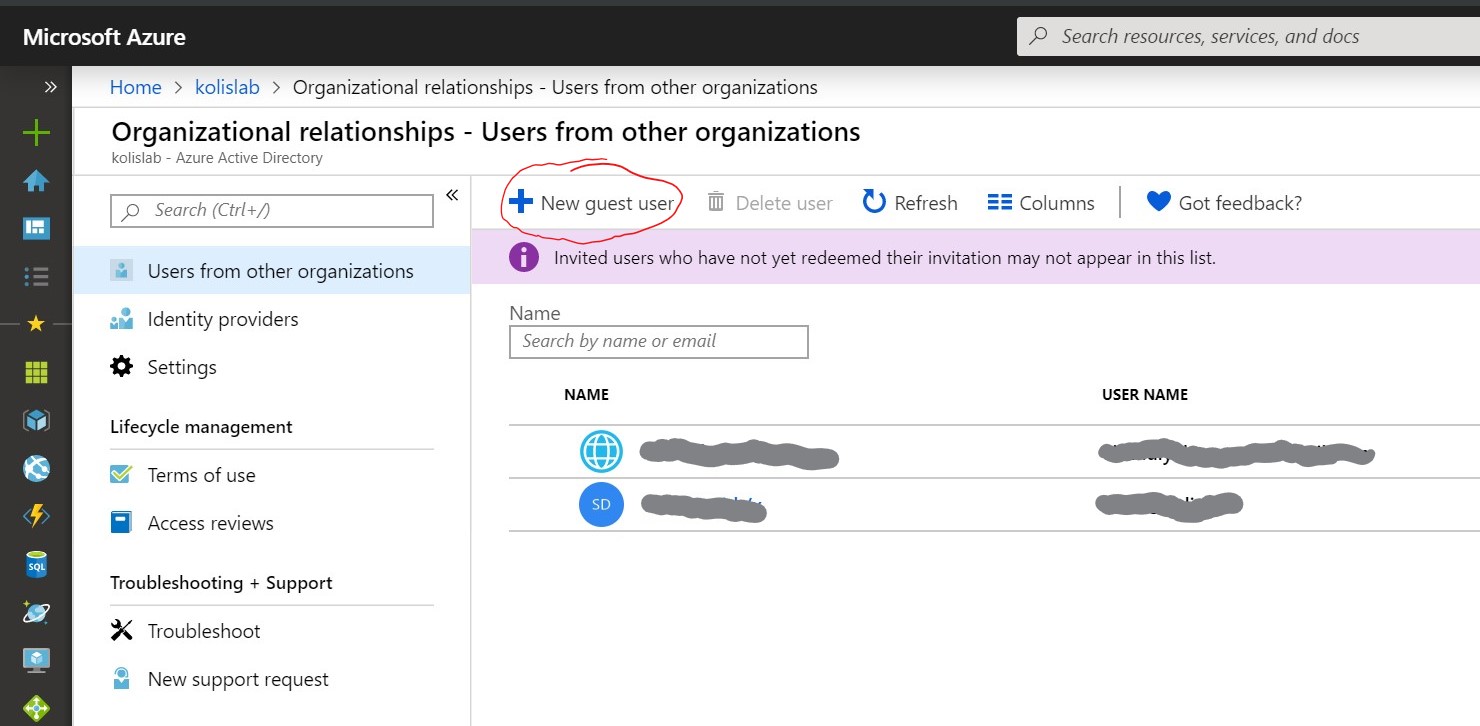 Microsoft Azure
Search resources, services, and docs
Home > kolislab > Organizational relationships - Users from other organizations
Organizational relationships - Users from other organizations
kolislab - Azure Active Directory
Search (Ctrl+/)
Users from other organizations
Identity providers
Settings
Lifecycle management
Terms of use
Access reviews
Troubleshooting + Support
Troubleshoot
New support request
New guest user Delete user Refresh Columns Got feedback?
Invited users who have not yet redeemed their invitation may not appear in this list.
Name
Search by name or email
NAME USER NAME
SD
SQL